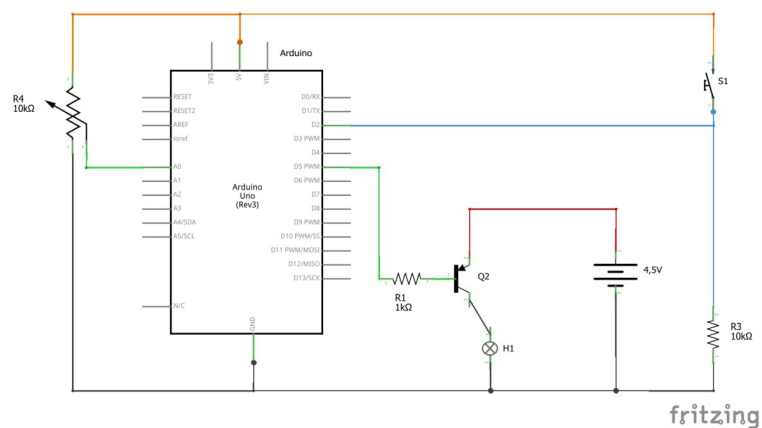 Arduino
3V3
5V
VIN
S1
R4
10kΩ
RESET
RESET2
AREF
ioref
A0
A1
A2
A3
A4/SDA
A5/SCL
N/C
D0/RX
D1/TX
D2
D3 PWM
D4
D5 PWM
D6 PWM
D7
D8
D9 PWM
D10 PWM/SS
D11 PWM/MOSI
D12/MISO
D13/SCK
Arduino
Uno
(Rev3)
GND
R1
1kΩ
Q2
H1
4,5V
R3
10kΩ
fritzing